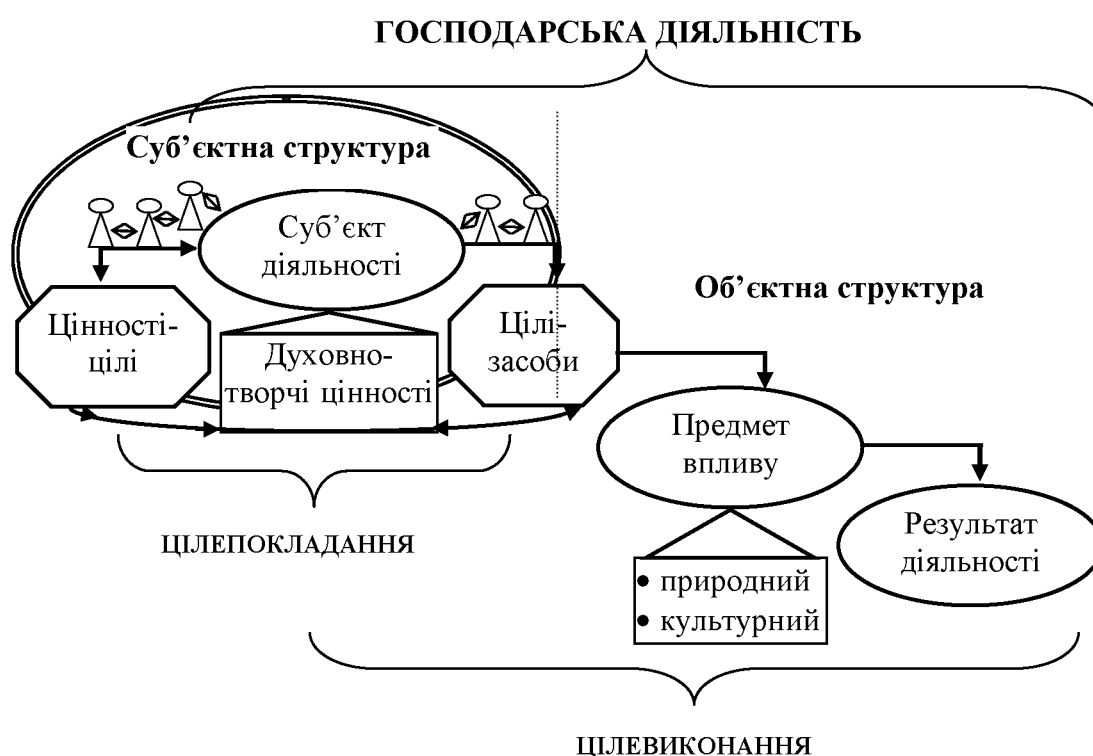 ГОСПОДАРСЬКА ДІЯЛЬНІСТЬ
Суб’єктна структура
Суб’єкт
діяльності
Об’єктна структура
Цінності-
цілі
Духовно-
творчі цінності
Цілі-
засоби
Предмет
впливу
ЦІЛЕПОКЛАДАННЯ
Результат
діяльності
• природний
• культурний
ЦІЛЕВИКОНАННЯ